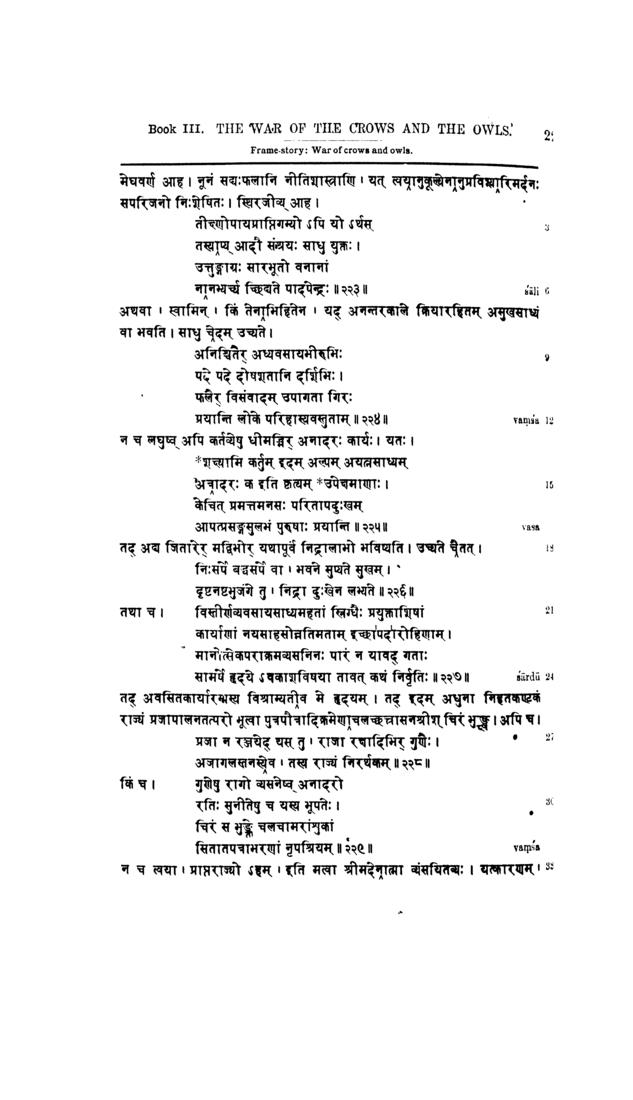 Book III. THE WAR OF THE CROWS AND THE OWLS.
Frame-story: War of crows and owls.
मेघवर्ण आह । नूनं सद्यःफलानि नीतिशास्त्राणि । यत् त्वयानुकूल्येनानुप्रविश्यारिमर्दनः
सपरिजनो निःशेषितः । स्थिरजीव्य् आह ।
तीक्ष्णोपायप्राप्तिगम्यो ऽपि यो ऽर्थस् 3
तस्याप्य् आदौ संश्रयः साधु युक्तः ।
उत्तुङ्गाग्रः सारभूतो वनानां
नानभ्यर्च्य च्छिद्यते पादपेन्द्रः ॥ २२३॥ śāli 6
अथवा । स्वामिन् । किं तेनाभिहितेन । यद् अनन्तरकाले क्रियारहितम् असुखसाध्यं
वा भवति । साधु चेदम् उच्यते ।
अनिश्चितैर् अध्यवसायभीरुभिः 9
पदे पदे दोषशतानि दर्शिभिः ।
फलैर् विसंवादम् उपागता गिरः
प्रयान्ति लोके परिहास्यवस्तुताम् ॥ २२४॥ vaṃśa 12
न च लघुष्व् अपि कर्तव्येषु धीमद्भिर् अनादरः कार्यः । यतः ।
*शक्ष्यामि कर्तुम् इदम् अल्पम् अयत्नसाध्यम्
अत्रादरः क इति कृत्यम् *उपेक्षमाणाः । 15
केचित् प्रमत्तमनसः परितापदुःखम्
आपत्प्रसङ्गसुलभं पुरुषाः प्रयान्ति ॥ २२५॥ vasa
तद् अद्य जितारेर् मद्विभोर् यथापूर्वं निद्रालाभो भविष्यति । उच्यते चैतत् । 18
निःसर्पे बद्धसर्पे वा । भवने सुप्यते सुखम् ।
दृष्टनष्टभुजंगे तु । निद्रा दुःखेन लभ्यते ॥ २२६॥
तथा च । विस्तीर्णव्यवसायसाध्यमहतां स्निग्धैः प्रयुक्ताशिषां 21
कार्याणां नयसाहसोन्नतिमताम् इच्छापदारोहिणाम् ।
मानोत्सेकपराक्रमव्यसनिनः पारं न यावद् गताः
सामर्षे हृदये ऽवकाशविषया तावत् कथं निर्वृतिः ॥ २२७॥ śārdū 24
तद् अवसितकार्यारम्भस्य विश्राम्यतीव मे हृदयम् । तद् इदम् अधुना निहतकण्टकं
राज्यं प्रजापालनतत्परो भूत्वा पुत्रपौत्रादिक्रमेणाचलच्छत्रासनश्रीश् चिरं भुङ्क्ष्व । अपि च ।
प्रजा न रञ्जयेद् यस् तु । राजा रक्षादिभिर् गुणैः । 27
अजागलस्तनस्येव । तस्य राज्यं निरर्थकम् ॥ २२८॥
किं च । गुणेषु रागो व्यसनेष्व् अनादरो
रतिः सुनीतेषु च यस्य भूपतेः । 30
चिरं स भुङ्क्ते चलचामरांशुकां
सितातपत्राभरणां नृपश्रियम् ॥ २२९॥ vaṃśa
न च त्वया । प्राप्तराज्यो ऽहम् । इति मत्वा श्रीमदेनात्मा व्यंसयितव्यः । यत्कारणम् । 33